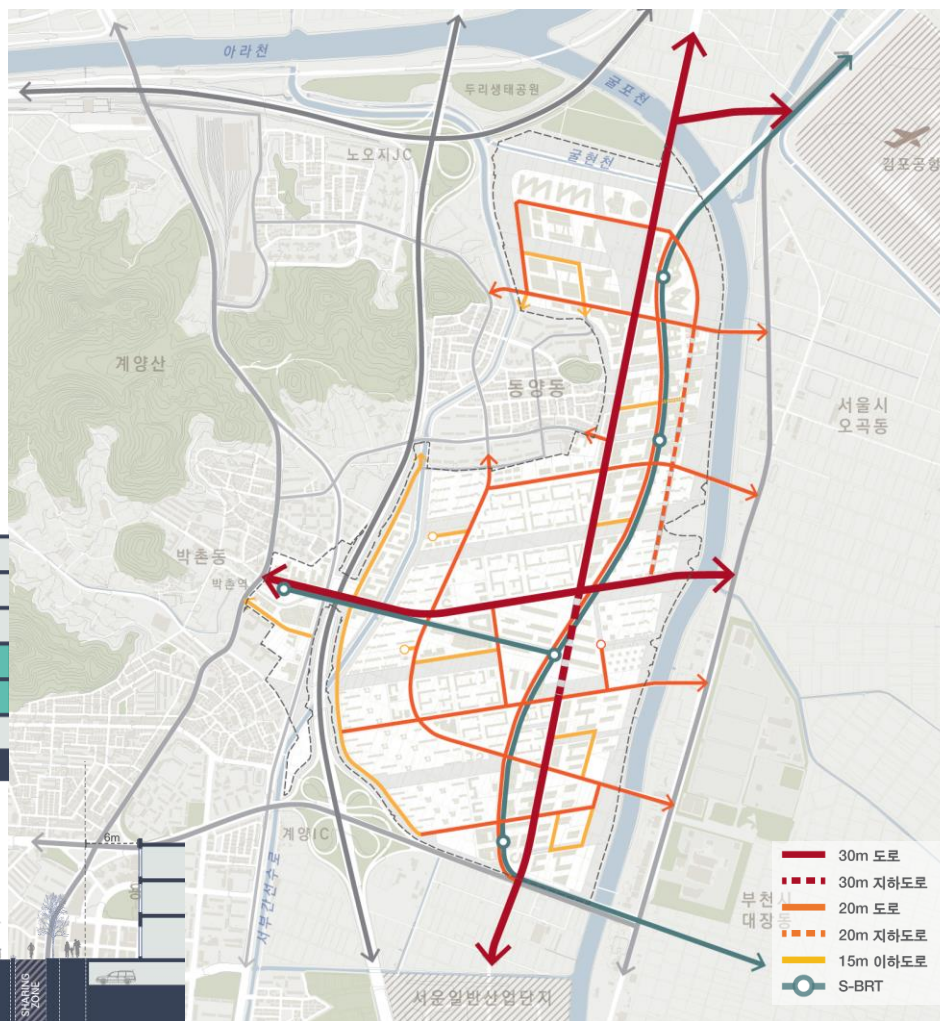 아라천
두리생태공원
굴포천
노오지JC
굴현천
김포공항
계양산
동양동
서울시
오곡동
박촌동
박촌역
6m
계양IC
서부간선수로
부천시
대장동
SHARING
ZONE
서운일반산업단지
30m 도로
30m 지하도로
20m 도로
20m 지하도로
15m 이하도로
S-BRT